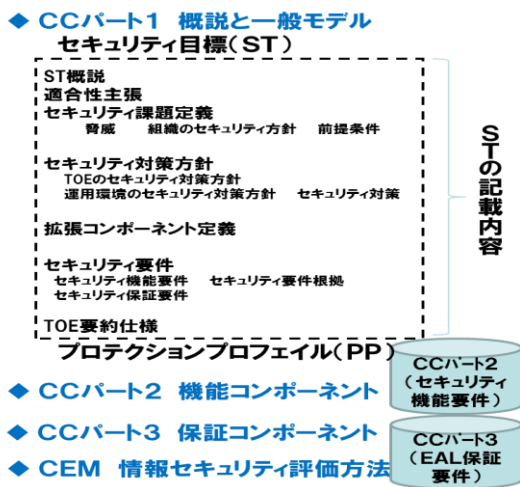 ◆ CCパート1 概説と一般モデル
セキュリティ目標(ST)
ST概説
適合性主張
セキュリティ課題定義
脅威 組織のセキュリティ方針 前提条件
セキュリティ対策方針
TOEのセキュリティ対策方針
運用環境のセキュリティ対策方針 セキュリティ対策
拡張コンポーネント定義
セキュリティ要件
セキュリティ機能要件 セキュリティ要件根拠
セキュリティ保証要件
TOE要約仕様
STの記載内容
プロテクションプロファイル(PP)
◆ CCパート2 機能コンポーネント
CCパート2
(セキュリティ
機能要件)
◆ CCパート3 保証コンポーネント
CCパート3
(EAL保証
要件)
◆ CEM 情報セキュリティ評価方法